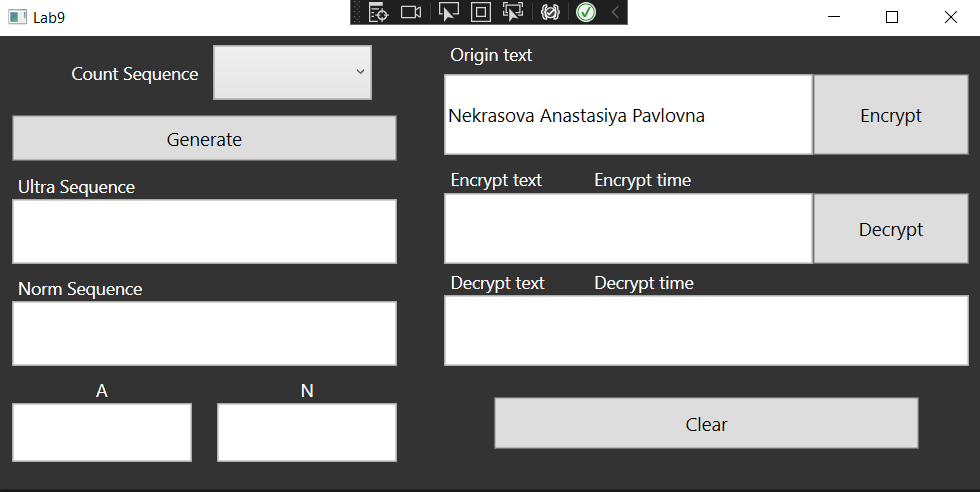 Lab9
Count Sequence
Generate
Ultra Sequence
Norm Sequence
A N
Origin text
Nekrasova Anastasiya Pavlovna
Encrypt
Encrypt text Encrypt time
Decrypt
Decrypt text Decrypt time
Clear